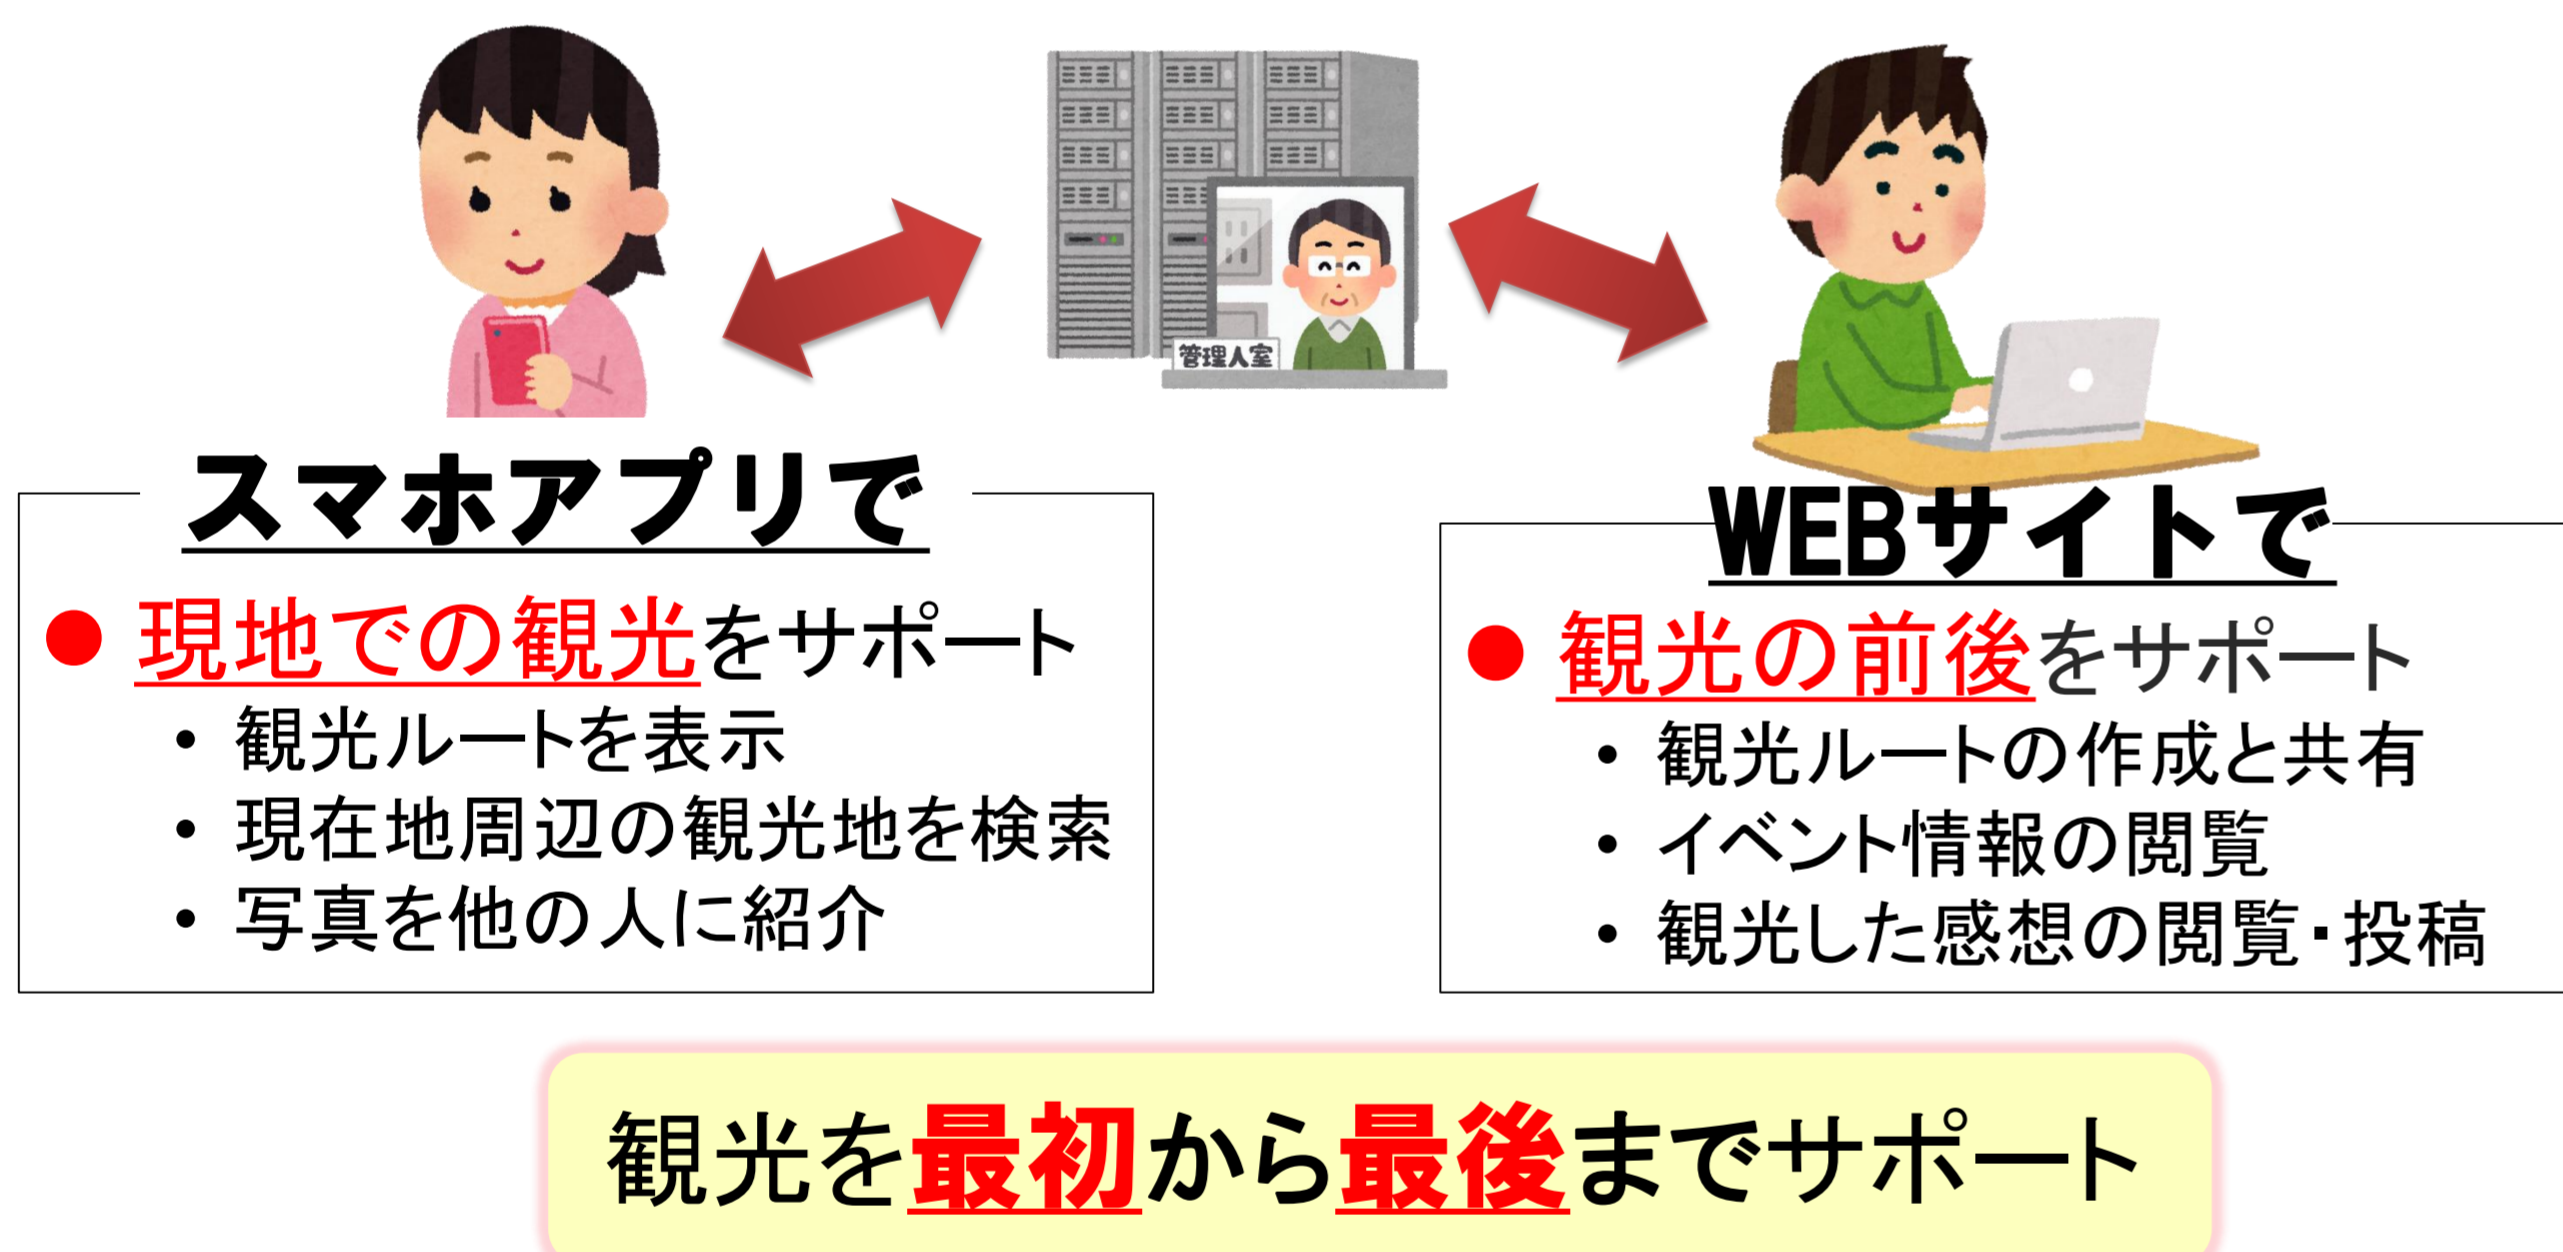 管理人室
スマホアプリで
● 現地での観光をサポート
• 観光ルートを表示
• 現在地周辺の観光地を検索
• 写真を他の人に紹介
WEBサイトで
● 観光の前後をサポート
• 観光ルートの作成と共有
• イベント情報の閲覧
• 観光した感想の閲覧・投稿
観光を最初から最後までサポート